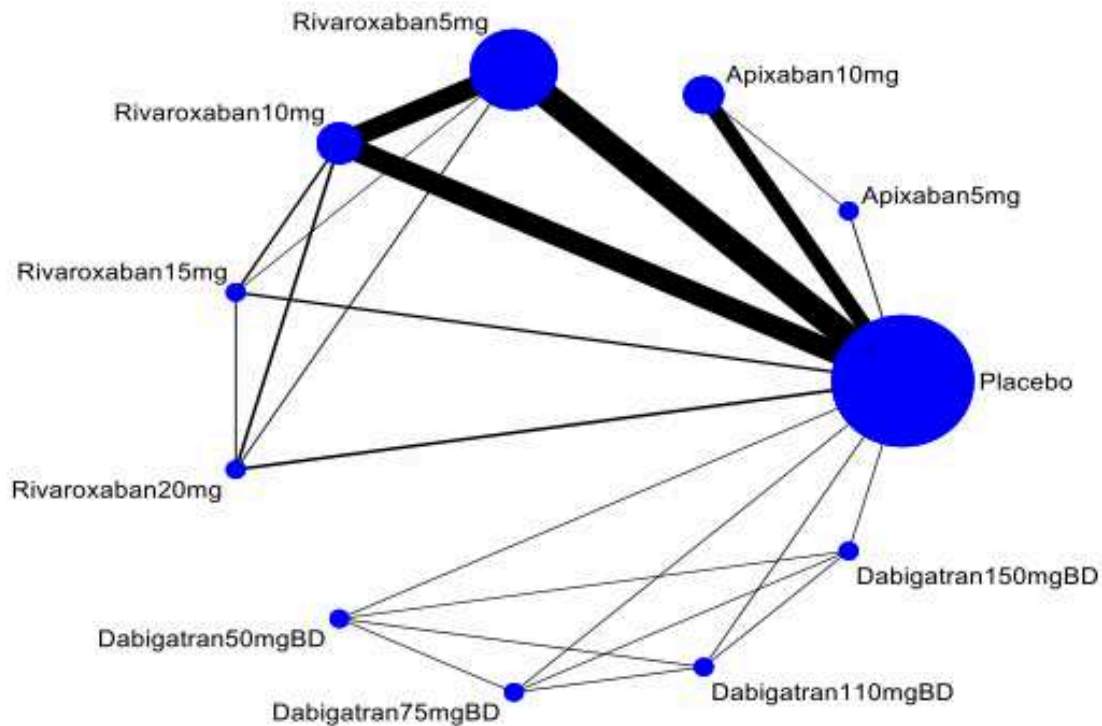 Rivaroxaban5mg
Apixaban10mg
Rivaroxaban10mg
Apixaban5mg
Rivaroxaban15mg
Placebo
Rivaroxaban20mg
Dabigatran150mgBD
Dabigatran50mgBD
Dabigatran110mgBD
Dabigatran75mgBD